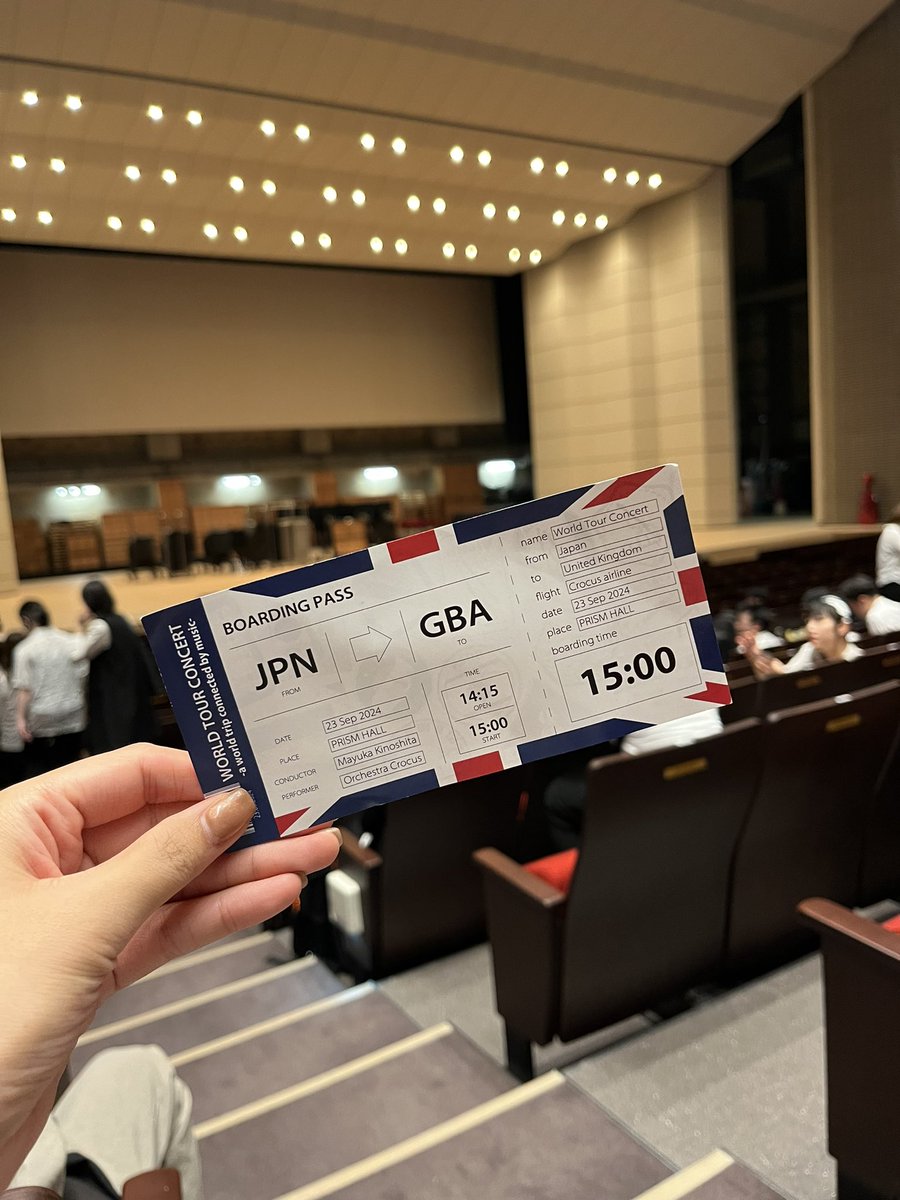 WORLD TOUR CONCERT
-a world trip connected by music-
BOARDING PASS
JPN
FROM
GBA
TO
DATE 23 Sep 2024
PLACE PRISM HALL
CONDUCTOR Mayuka Kinoshita
PERFORMER Orchestra Crocus
TIME
14:15
OPEN
15:00
START
name World Tour Concert
from Japan
to United Kingdom
flight Crocus airline
date 23 Sep 2024
place PRISM HALL
boarding time
15:00